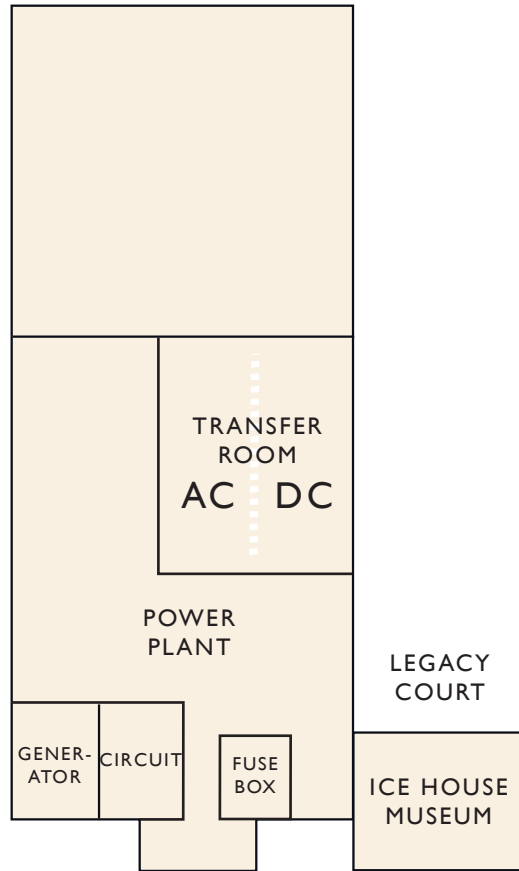 TRANSFER
ROOM
AC DC
POWER
PLANT
LEGACY
COURT
GENER-
ATOR
CIRCUIT
FUSE
BOX
ICE HOUSE
MUSEUM